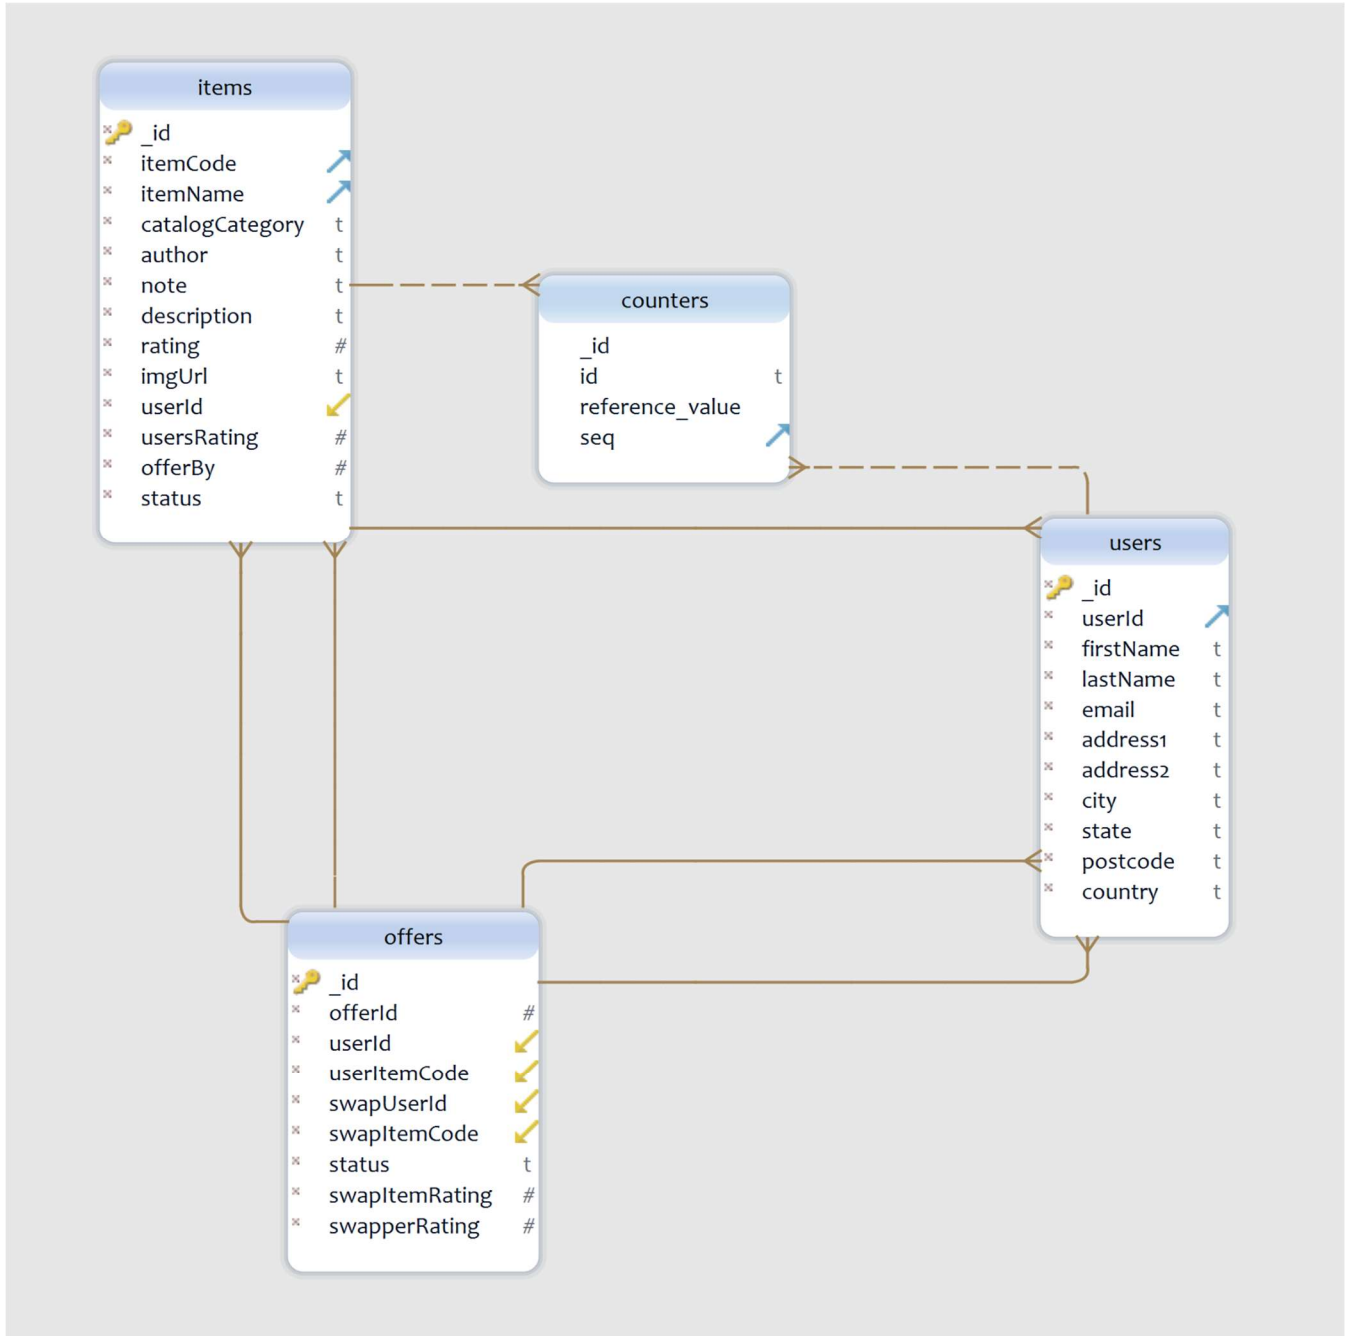 items
_id
itemCode
itemName
catalogCategory t
author t
note t
description t
rating #
imgUrl t
userId
usersRating #
offerBy #
status t
counters
_id
id t
reference_value
seq
users
_id
userId
firstName t
lastName t
email t
address1 t
address2 t
city t
state t
postcode t
country t
offers
_id
offerId #
userId
userItemCode
swapUserId
swapItemCode
status t
swapItemRating #
swapperRating #